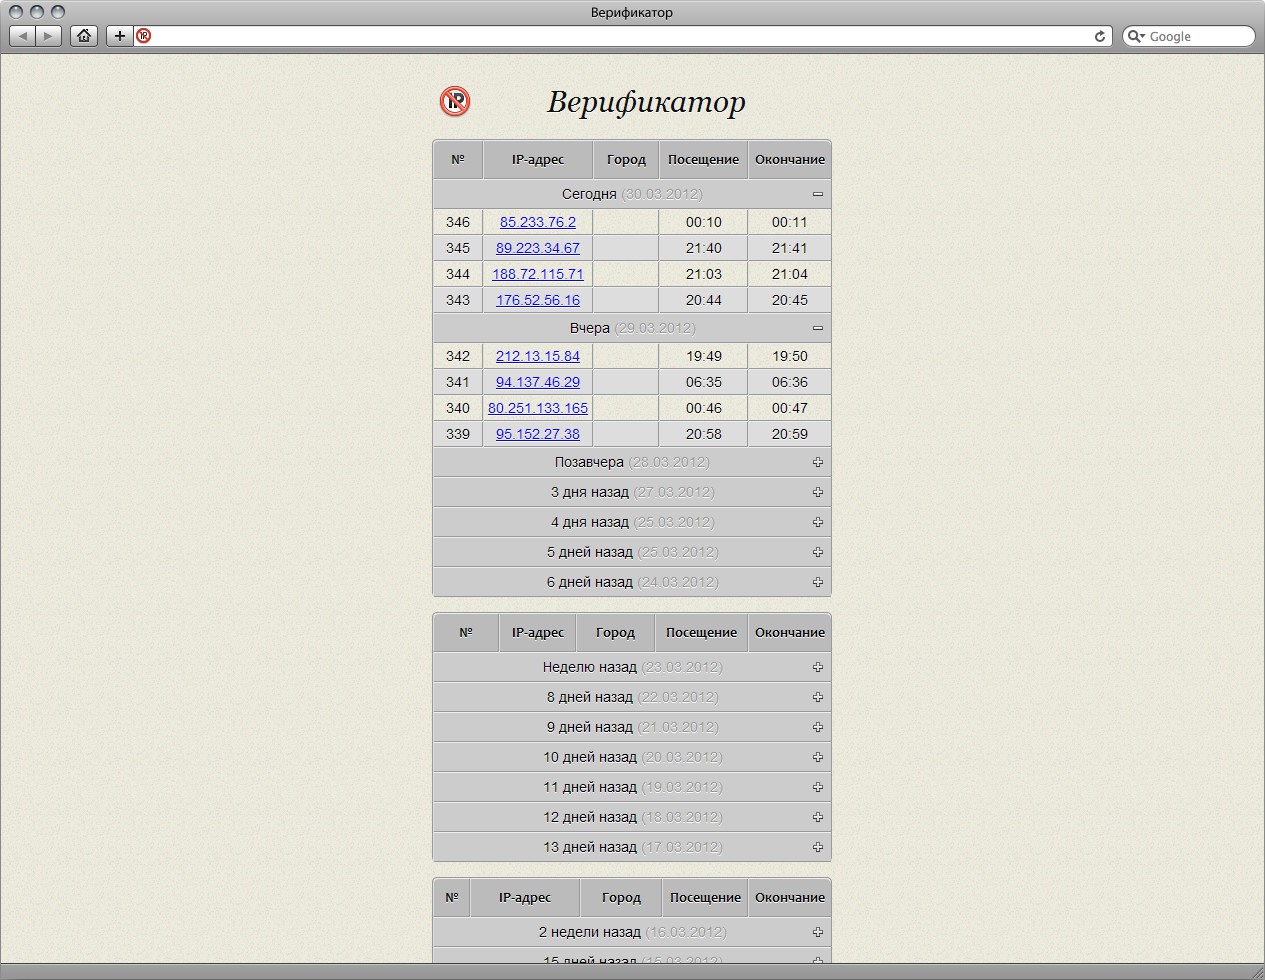 Верификатор
Google
Верификатор
№ IP-адрес Город Посещение Окончание
Сегодня (30.03.2012)
346 85.233.76.2 00:10 00:11
345 89.223.34.67 21:40 21:41
344 188.72.115.71 21:03 21:04
343 176.52.56.16 20:44 20:45
Вчера (29.03.2012)
342 212.13.15.84 19:49 19:50
341 94.137.46.29 06:35 06:36
340 80.251.133.165 00:46 00:47
339 95.152.27.38 20:58 20:59
Позавчера (28.03.2012)
3 дня назад (27.03.2012)
4 дня назад (25.03.2012)
5 дней назад (25.03.2012)
6 дней назад (24.03.2012)
№ IP-адрес Город Посещение Окончание
Неделю назад (23.03.2012)
8 дней назад (22.03.2012)
9 дней назад (21.03.2012)
10 дней назад (20.03.2012)
11 дней назад (19.03.2012)
12 дней назад (18.03.2012)
13 дней назад (17.03.2012)
№ IP-адрес Город Посещение Окончание
2 недели назад (16.03.2012)
15 дней назад (15.03.2012)